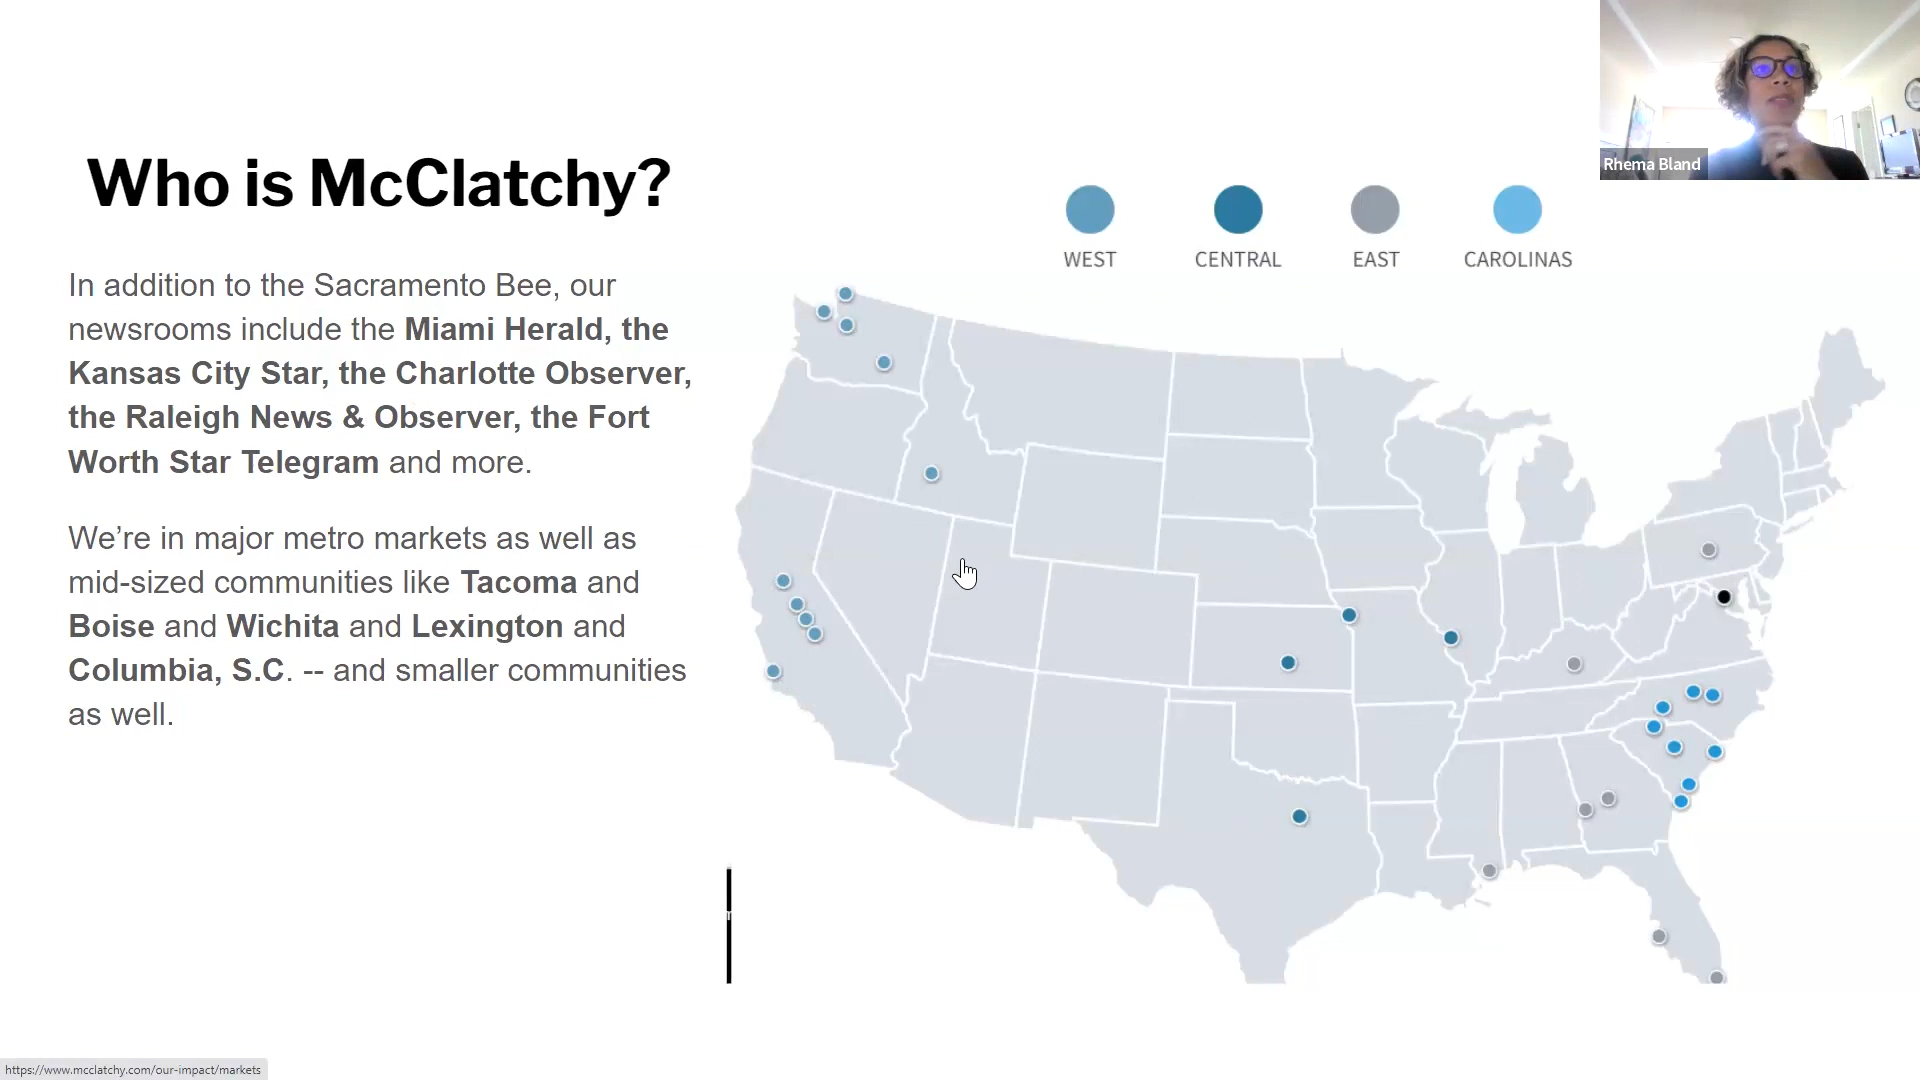 Rhema Bland
Who is McClatchy?
WEST
CENTRAL
EAST
CAROLINAS
In addition to the Sacramento Bee, our
newsrooms include the Miami Herald, the
Kansas City Star, the Charlotte Observer,
the Raleigh News & Observer, the Fort
Worth Star Telegram and more.
We’re in major metro markets as well as
mid-sized communities like Tacoma and
Boise and Wichita and Lexington and
Columbia, S.C. -- and smaller communities
as well.
https://www.mcclatchy.com/our-impact/markets